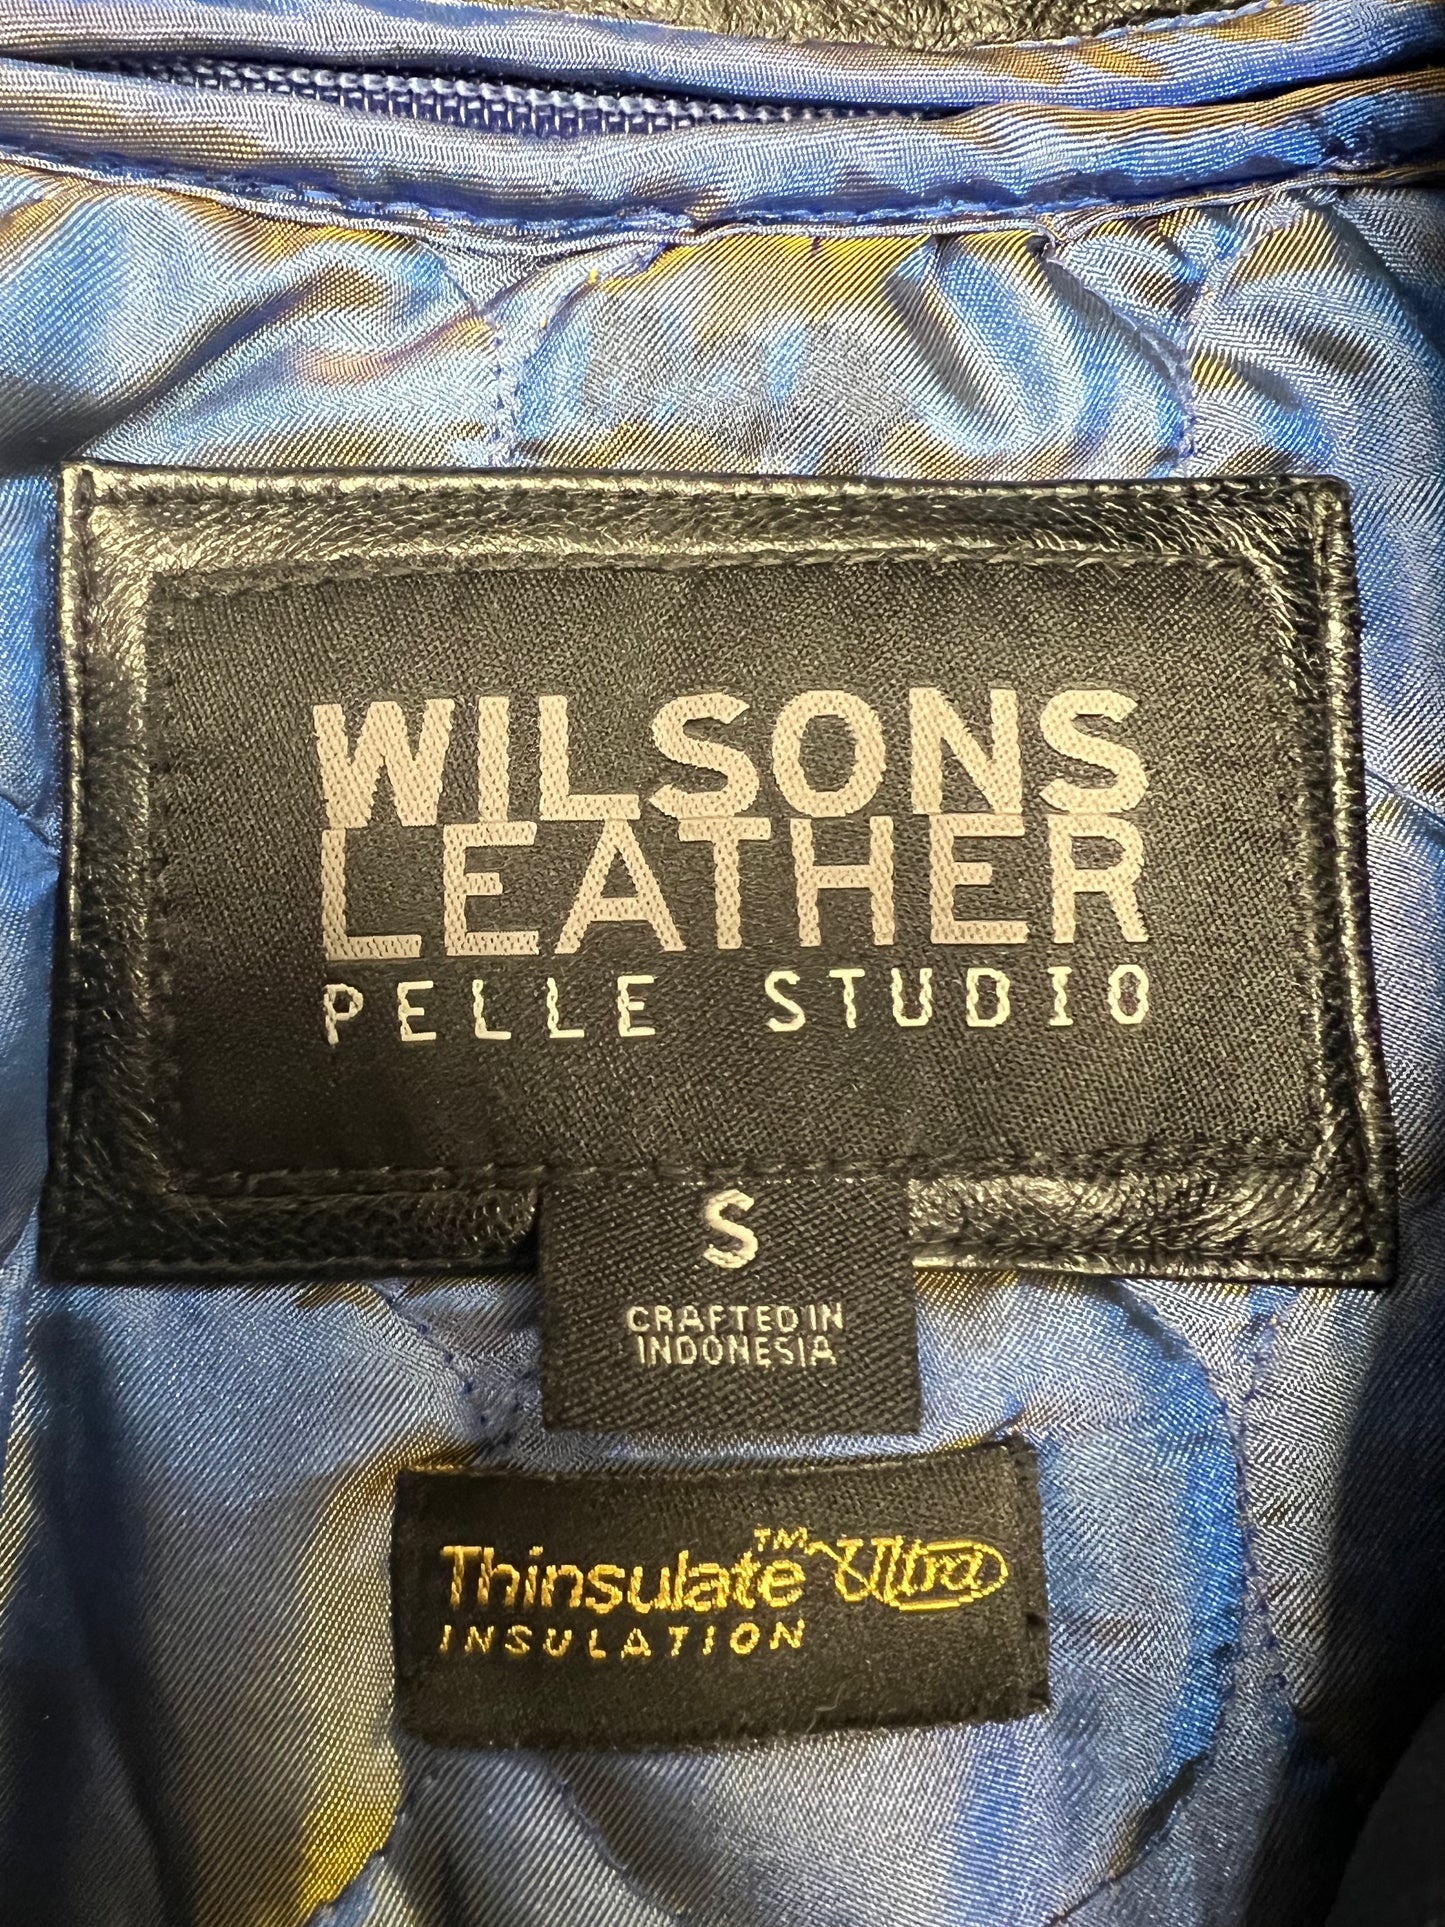 WILSONS
LEATHER
PELLE STUDIO
S
CRAFTED IN
INDONESIA
Thinsulate™ Ultra
INSULATION